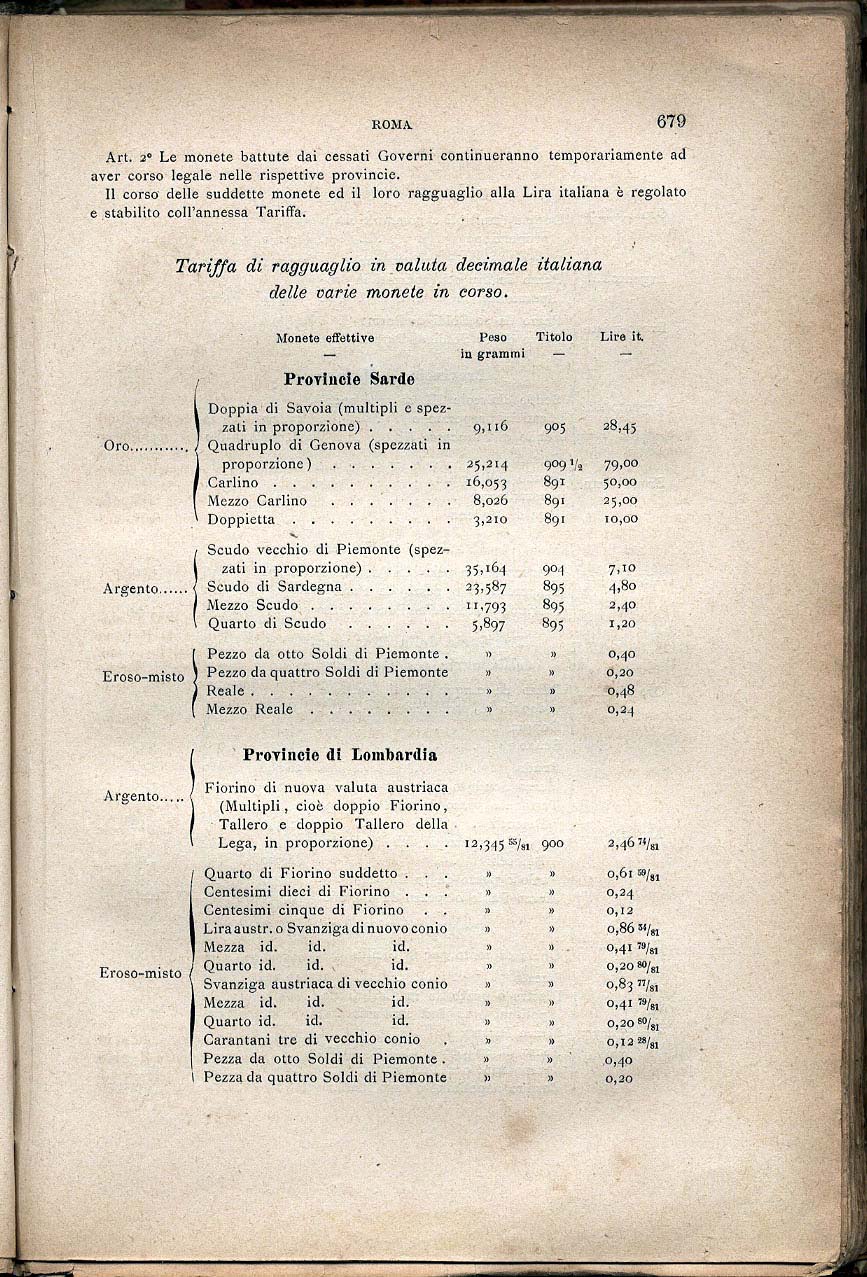 ROMA 679
Art. 2º Le monete battute dai cessati Governi continueranno temporariamente ad
aver corso legale nelle rispettive provincie.
Il corso delle suddette monete ed il loro ragguaglio alla Lira italiana è regolato
e stabilito coll'annessa Tariffa.
Tariffa di ragguaglio in valuta decimale italiana
delle varie monete in corso.
Monete effettive Peso Titolo Lire it.
— in grammi — —
Provincie Sarde
Doppia di Savoia (multipli e spez-
zati in proporzione) . . . . . 9,116 905 28,45
Oro........... Quadruplo di Genova (spezzati in
proporzione) . . . . . . . 25,214 909 1/2 79,00
Carlino . . . . . . . . . . 16,053 891 50,00
Mezzo Carlino . . . . . . . 8,026 891 25,00
Doppietta . . . . . . . . . 3,210 891 10,00
Scudo vecchio di Piemonte (spez-
zati in proporzione) . . . . . 35,164 904 7,10
Argento...... Scudo di Sardegna . . . . . . 23,587 895 4,80
Mezzo Scudo . . . . . . . . 11,793 895 2,40
Quarto di Scudo . . . . . . 5,897 895 1,20
Pezzo da otto Soldi di Piemonte . » » 0,40
Eroso-misto Pezzo da quattro Soldi di Piemonte » » 0,20
Reale . . . . . . . . . . . » » 0,48
Mezzo Reale . . . . . . . . » » 0,24
Provincie di Lombardia
Argento..... Fiorino di nuova valuta austriaca
(Multipli, cioè doppio Fiorino,
Tallero e doppio Tallero della
Lega, in proporzione) . . . . 12,345 55/81 900 2,46 74/81
Quarto di Fiorino suddetto . . . » » 0,61 59/81
Centesimi dieci di Fiorino . . . » » 0,24
Centesimi cinque di Fiorino . . » » 0,12
Lira austr. o Svanziga di nuovo conio » » 0,86 34/81
Mezza id. id. id. » » 0,41 79/81
Eroso-misto Quarto id. id. id. » » 0,20 80/81
Svanziga austriaca di vecchio conio » » 0,83 77/81
Mezza id. id. id. » » 0,41 79/81
Quarto id. id. id. » » 0,20 80/81
Carantani tre di vecchio conio . » » 0,12 28/81
Pezza da otto Soldi di Piemonte . » » 0,40
Pezza da quattro Soldi di Piemonte » » 0,20